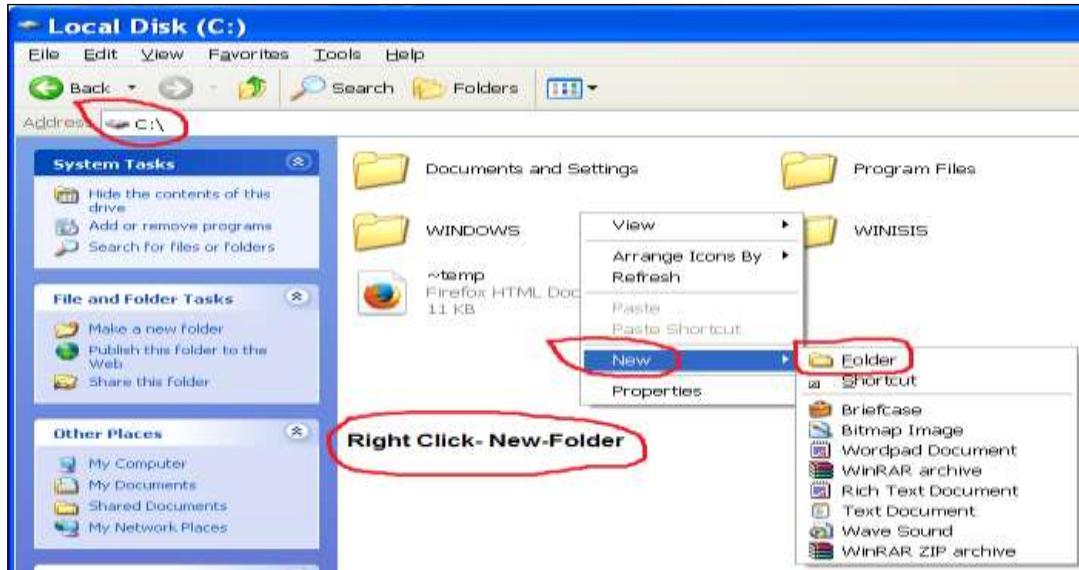 Local Disk (C:)
File Edit View Favorites Tools Help
Back Search Folders
Address C:\
System Tasks
Hide the contents of this
drive
Add or remove programs
Search for files or folders
File and Folder Tasks
Make a new folder
Publish this folder to the
Web
Share this folder
Other Places
My Computer
My Documents
Shared Documents
My Network Places
Documents and Settings
Program Files
WINDOWS
WINISIS
~temp
Firefox HTML Doc
11 KB
View
Arrange Icons By
Refresh
Paste
Paste Shortcut
New
Properties
Folder
Shortcut
Briefcase
Bitmap Image
Wordpad Document
WinRAR archive
Rich Text Document
Text Document
Wave Sound
WinRAR ZIP archive
Right Click- New-Folder